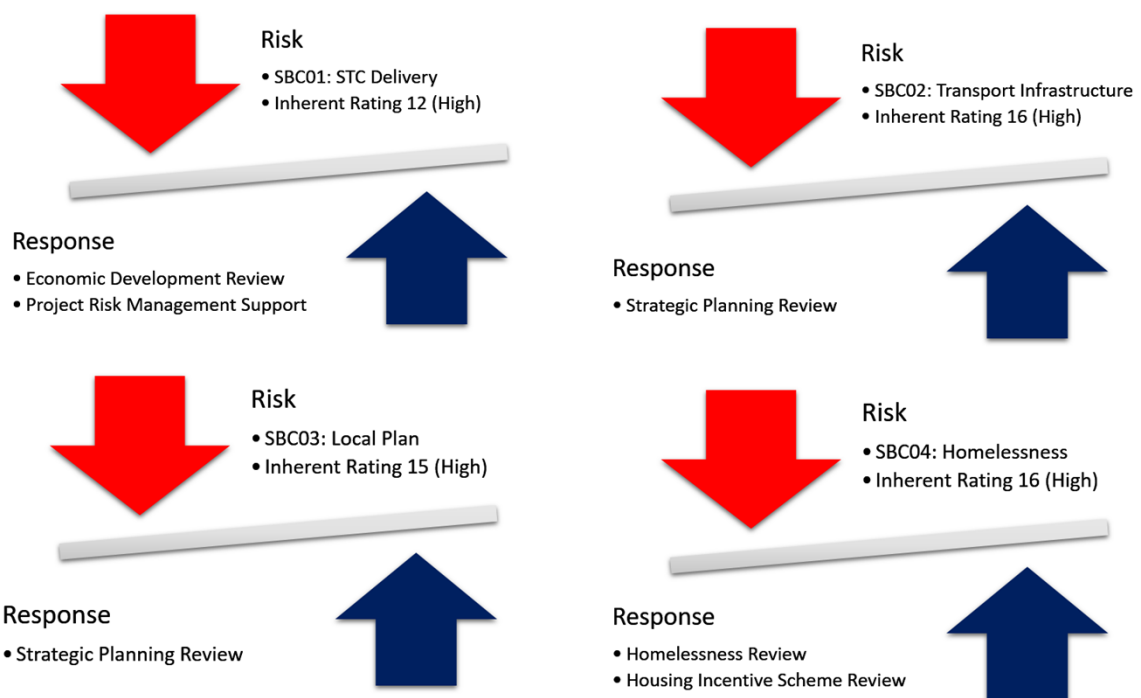 Risk
• SBC01: STC Delivery
• Inherent Rating 12 (High)
Response
• Economic Development Review
• Project Risk Management Support
Risk
• SBC02: Transport Infrastructure
• Inherent Rating 16 (High)
Response
• Strategic Planning Review
Risk
• SBC03: Local Plan
• Inherent Rating 15 (High)
Response
• Strategic Planning Review
Risk
• SBC04: Homelessness
• Inherent Rating 16 (High)
Response
• Homelessness Review
• Housing Incentive Scheme Review